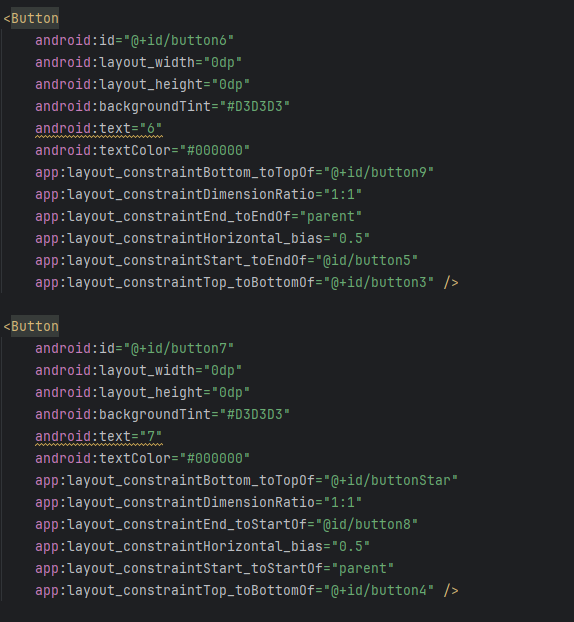 <Button
android:id="@+id/button6"
android:layout_width="0dp"
android:layout_height="0dp"
android:backgroundTint="#D3D3D3"
android:text="6"
android:textColor="#000000"
app:layout_constraintBottom_toTopOf="@+id/button9"
app:layout_constraintDimensionRatio="1:1"
app:layout_constraintEnd_toEndOf="parent"
app:layout_constraintHorizontal_bias="0.5"
app:layout_constraintStart_toEndOf="@id/button5"
app:layout_constraintTop_toBottomOf="@+id/button3" />
<Button
android:id="@+id/button7"
android:layout_width="0dp"
android:layout_height="0dp"
android:backgroundTint="#D3D3D3"
android:text="7"
android:textColor="#000000"
app:layout_constraintBottom_toTopOf="@+id/buttonStar"
app:layout_constraintDimensionRatio="1:1"
app:layout_constraintEnd_toStartOf="@id/button8"
app:layout_constraintHorizontal_bias="0.5"
app:layout_constraintStart_toStartOf="parent"
app:layout_constraintTop_toBottomOf="@+id/button4" />